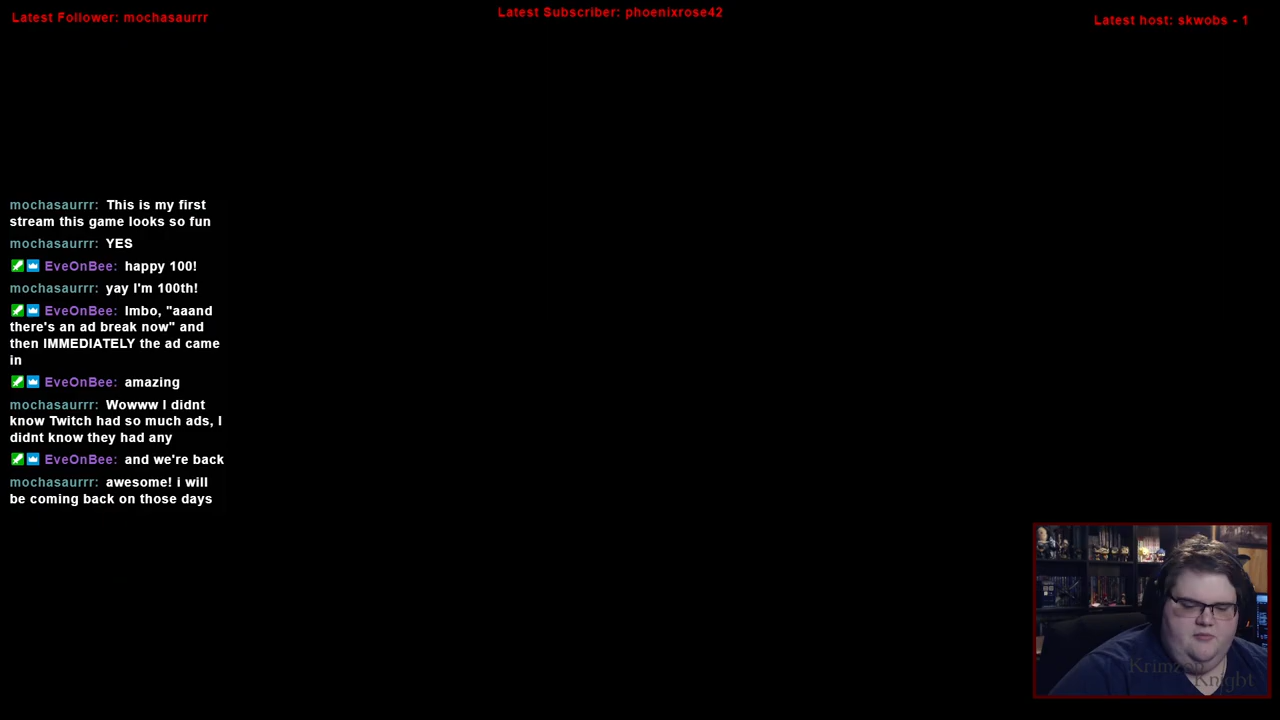 Latest Follower: mochasaurrr
Latest Subscriber: phoenixrose42
Latest host: skwobs - 1
mochasaurrr: This is my first
stream this game looks so fun
mochasaurrr: YES
EveOnBee: happy 100!
mochasaurrr: yay I'm 100th!
EveOnBee: lmbo, "aaand
there's an ad break now" and
then IMMEDIATELY the ad came
in
EveOnBee: amazing
mochasaurrr: Wowww I didnt
know Twitch had so much ads, I
didnt know they had any
EveOnBee: and we're back
mochasaurrr: awesome! i will
be coming back on those days
Krimzon
Knight